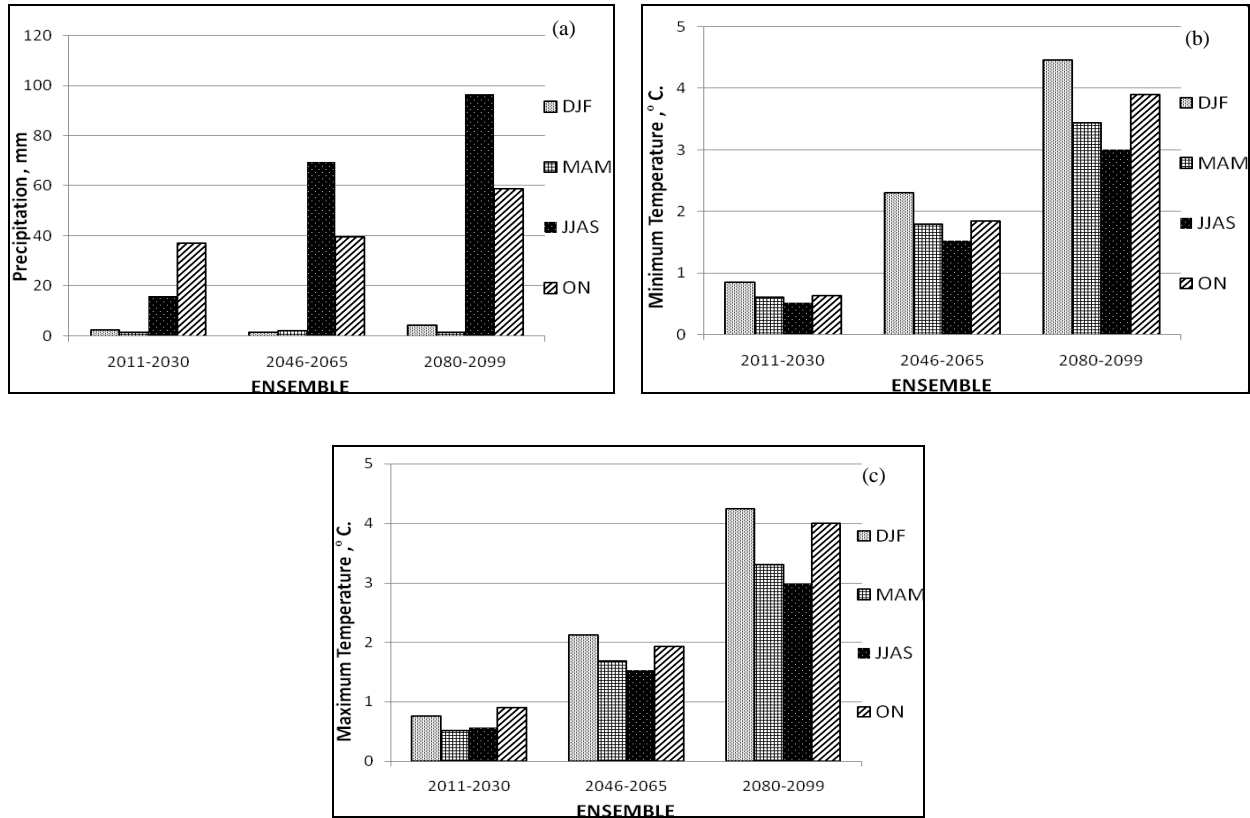 (a)
Precipitation , mm
120
100
80
60
40
20
0
2011-2030 2046-2065 2080-2099
ENSEMBLE
DJF
MAM
JJAS
ON
(b)
Minimum Temperature ,º C.
5
4
3
2
1
0
2011-2030 2046-2065 2080-2099
ENSEMBLE
DJF
MAM
JJAS
ON
(c)
Maximum Temperature ,º C.
5
4
3
2
1
0
2011-2030 2046-2065 2080-2099
ENSEMBLE
DJF
MAM
JJAS
ON